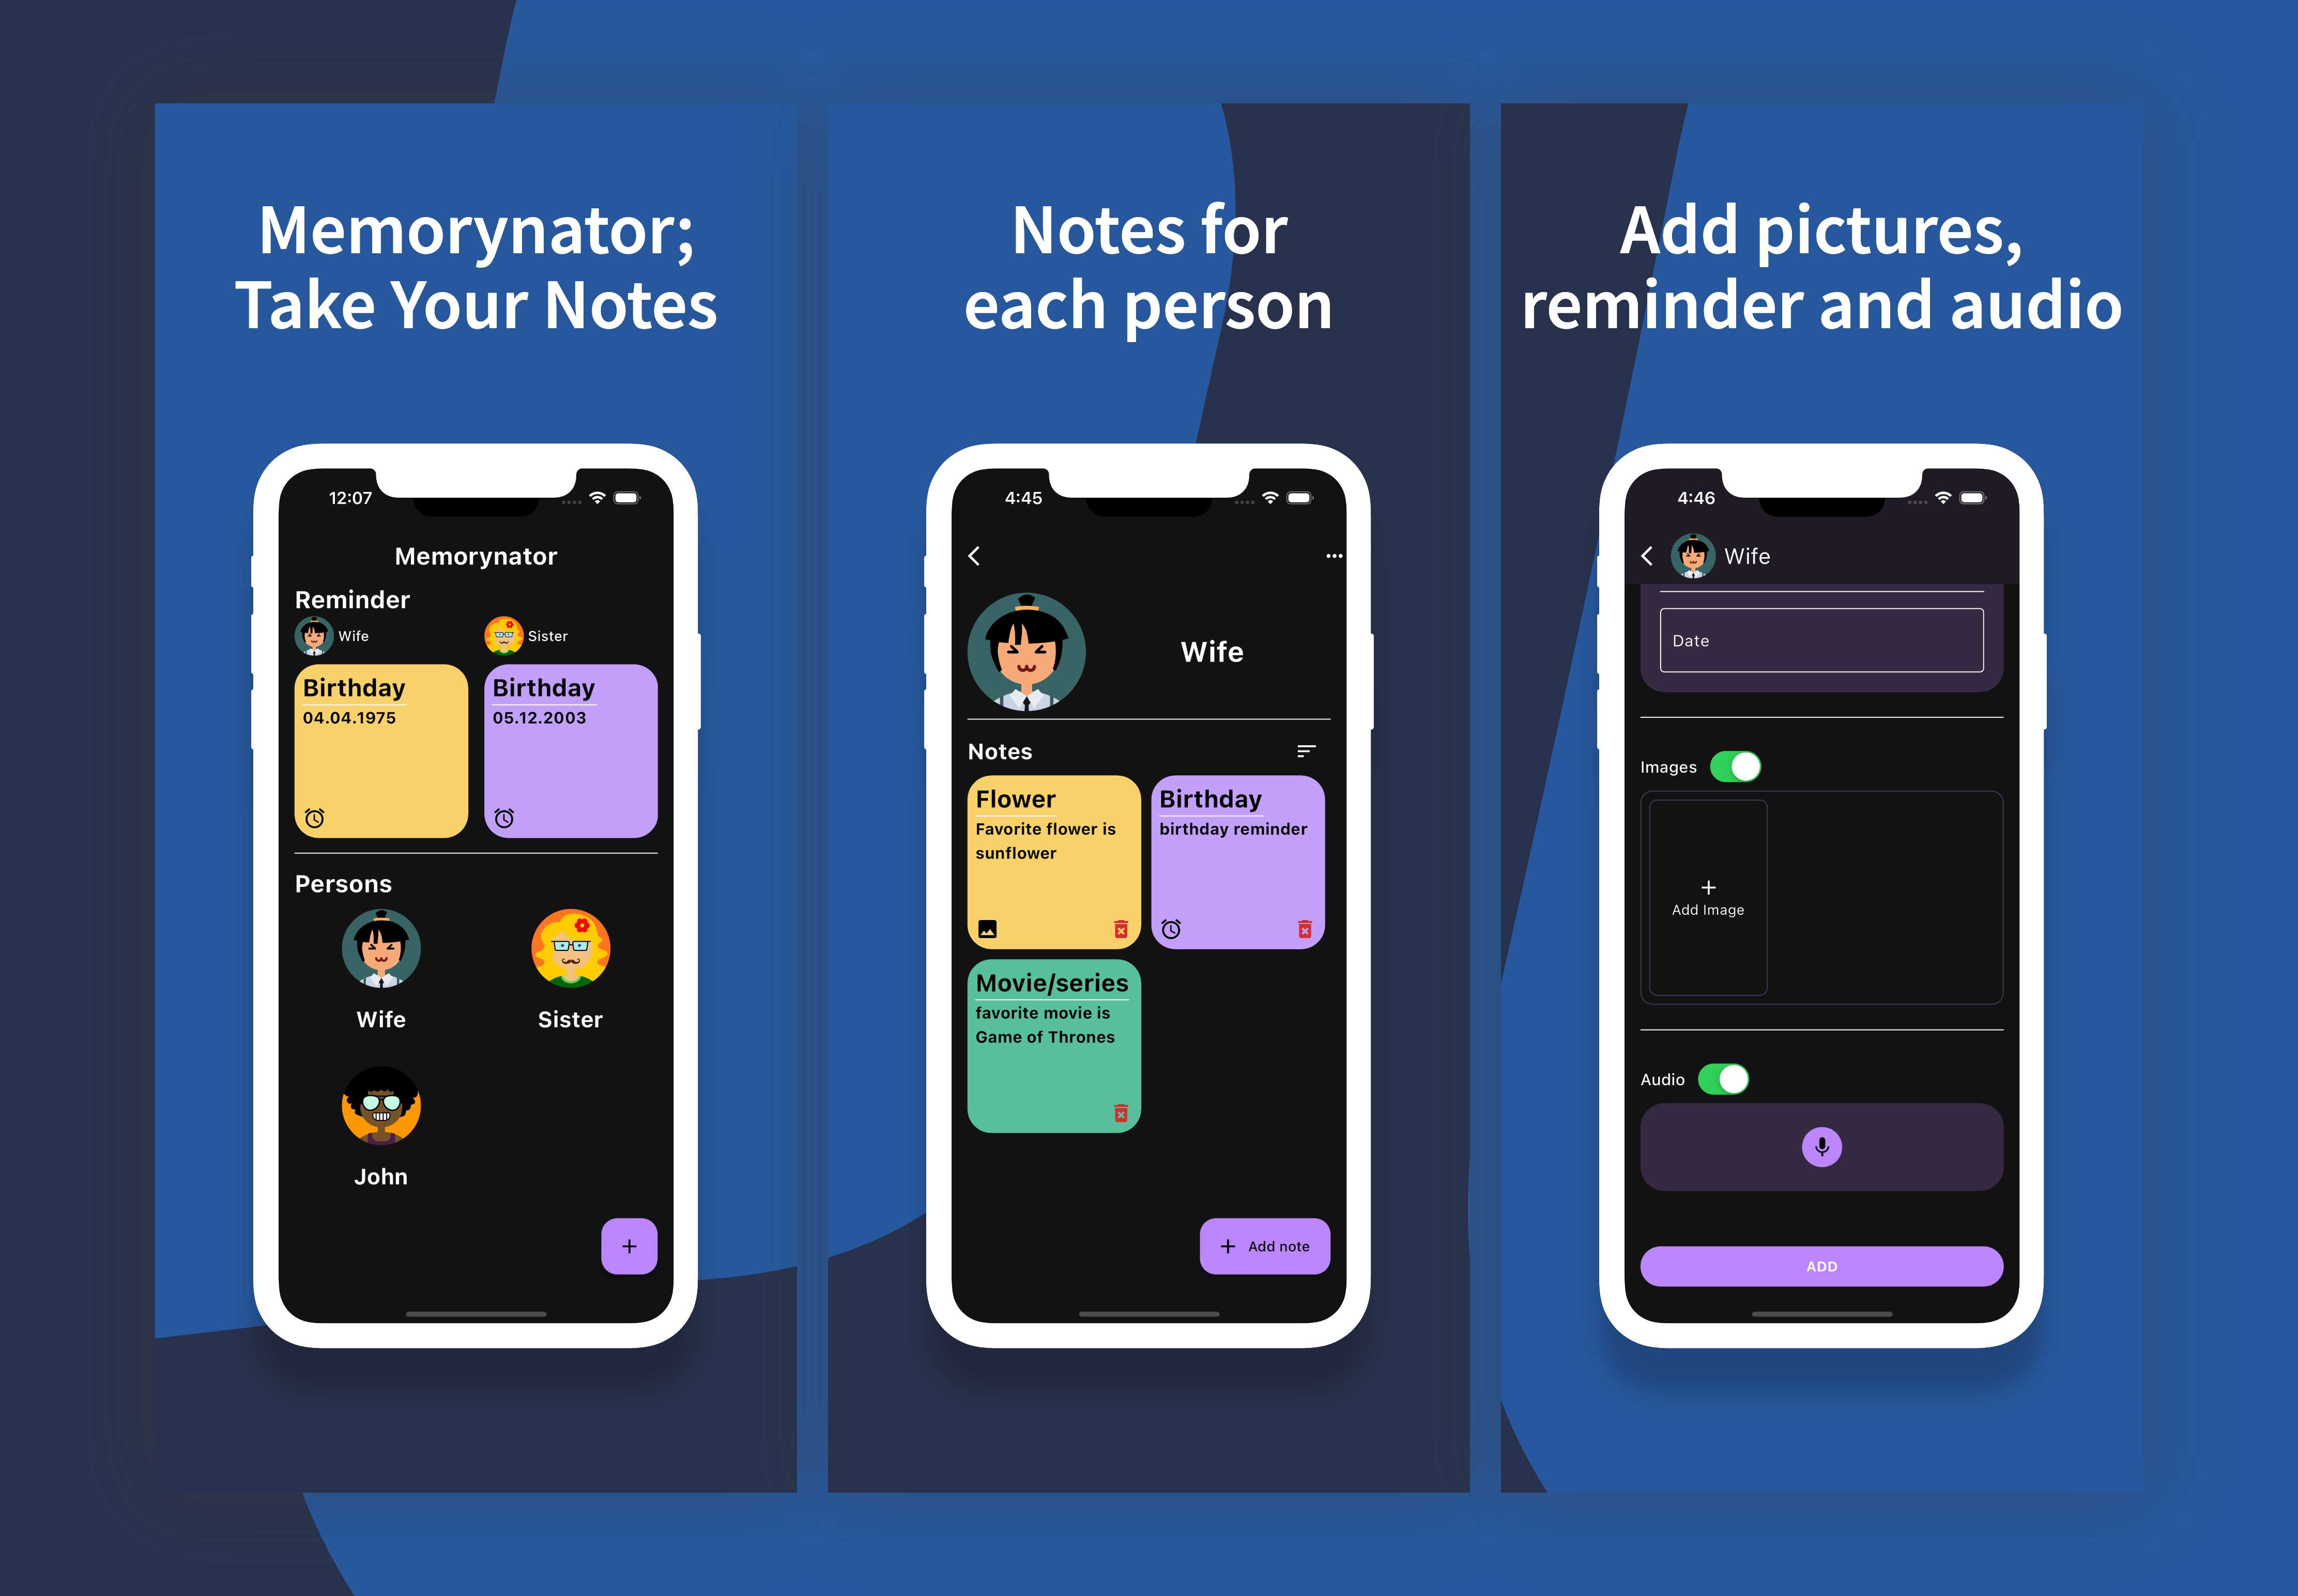 Memorynator;
Take Your Notes
12:07
Memorynator
Reminder
Wife
Sister
Birthday
04.04.1975
Birthday
05.12.2003
Persons
Wife
Sister
John
Notes for
each person
4:45
Wife
Notes
Flower
Favorite flower is
sunflower
Birthday
birthday reminder
Movie/series
favorite movie is
Game of Thrones
Add note
Add pictures,
reminder and audio
4:46
Wife
Date
Images
Add Image
Audio
ADD